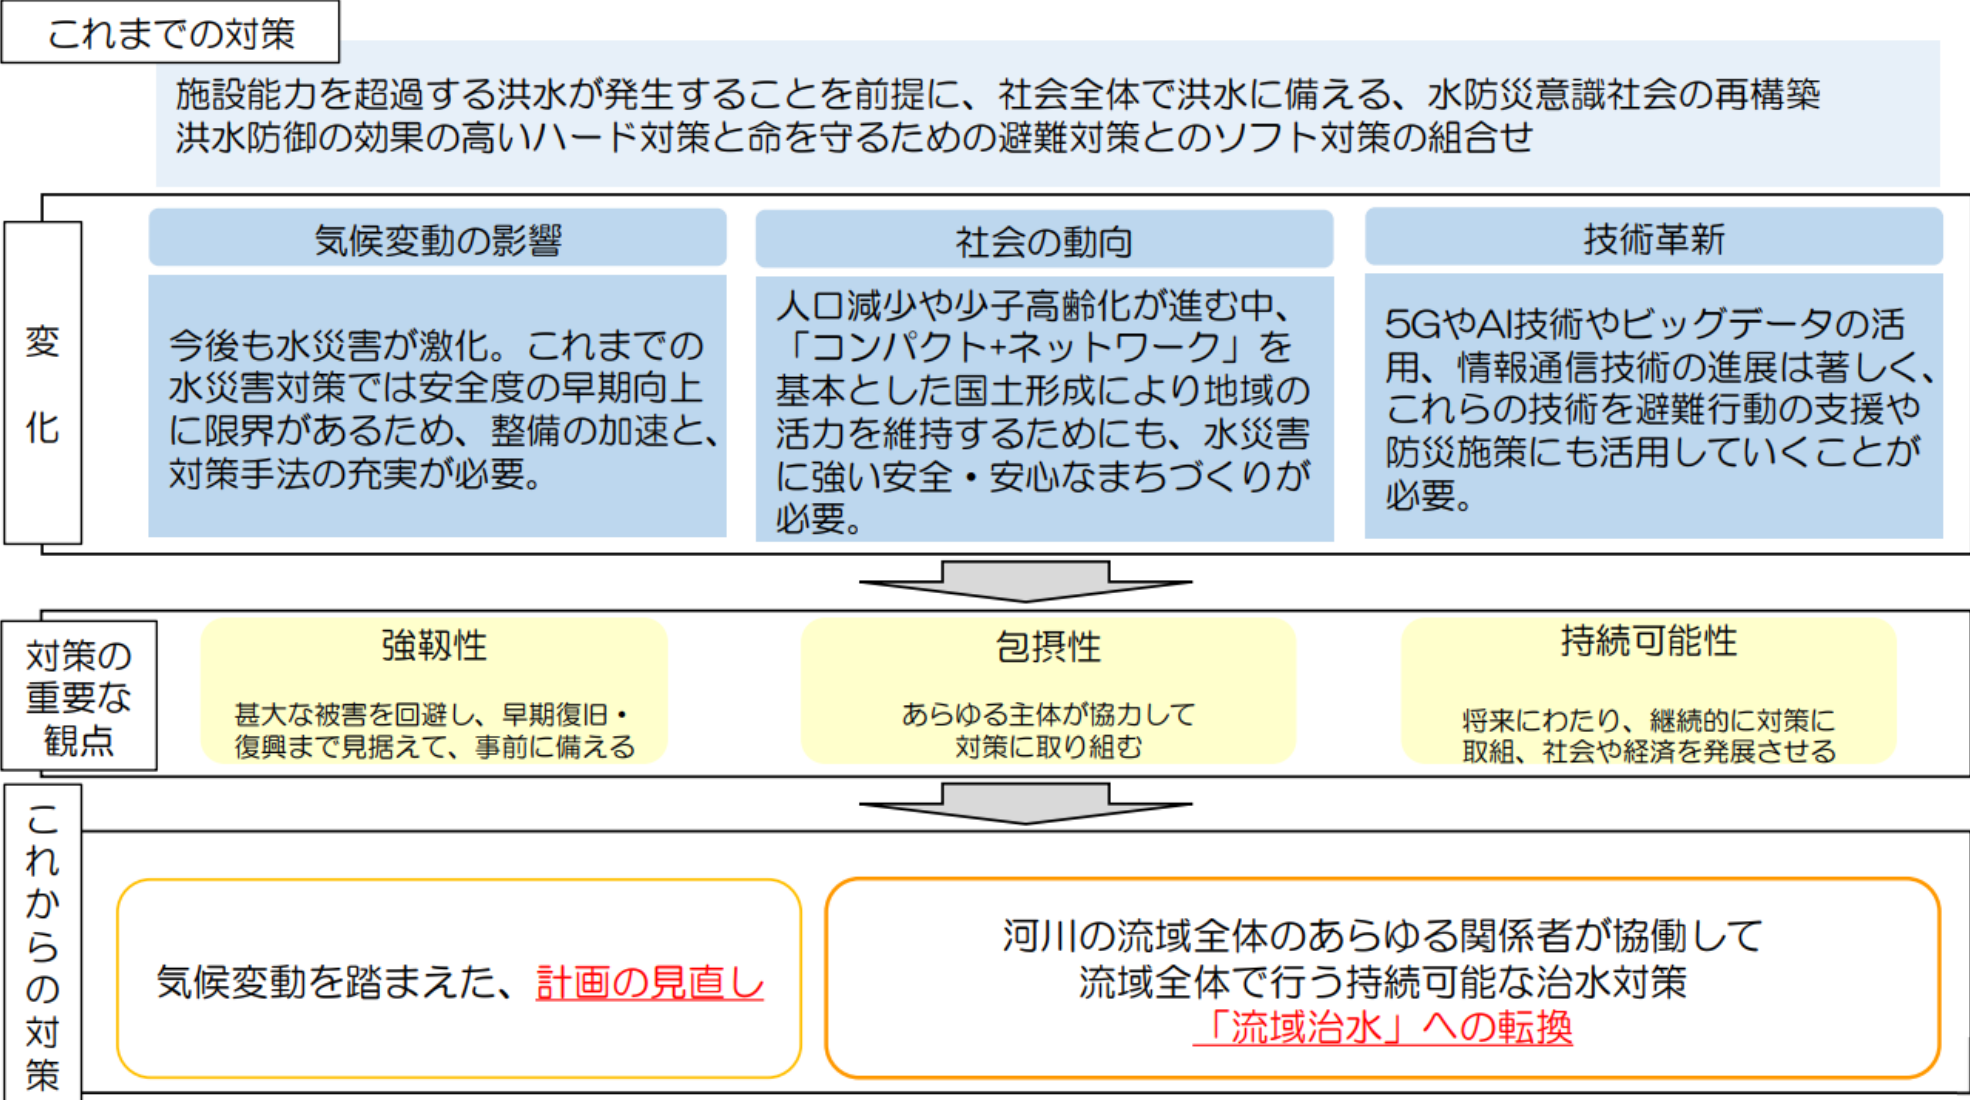 これまでの対策
施設能力を超過する洪水が発生することを前提に、社会全体で洪水に備える、水防災意識社会の再構築
洪水防御の効果の高いハード対策と命を守るための避難対策とのソフト対策の組合せ
変化
気候変動の影響
今後も水災害が激化。これまでの
水災害対策では安全度の早期向上
に限界があるため、整備の加速と、
対策手法の充実が必要。
社会の動向
人口減少や少子高齢化が進む中、
「コンパクト+ネットワーク」を
基本とした国土形成により地域の
活力を維持するためにも、水災害
に強い安全・安心なまちづくりが
必要。
技術革新
5GやAI技術やビッグデータの活
用、情報通信技術の進展は著しく、
これらの技術を避難行動の支援や
防災施策にも活用していくことが
必要。
対策の
重要な
観点
強靱性
甚大な被害を回避し、早期復旧・
復興まで見据えて、事前に備える
包摂性
あらゆる主体が協力して
対策に取り組む
持続可能性
将来にわたり、継続的に対策に
取組、社会や経済を発展させる
これからの対策
気候変動を踏まえた、計画の見直し
河川の流域全体のあらゆる関係者が協働して
流域全体で行う持続可能な治水対策
「流域治水」への転換